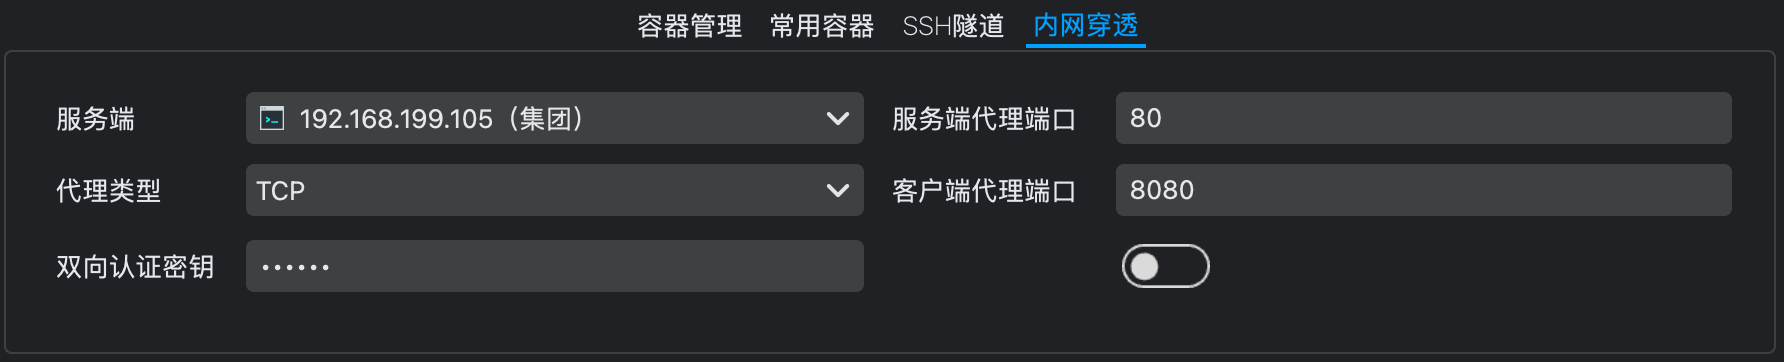 容器管理 常用容器 SSH隧道 内网穿透
服务端 192.168.199.105（集团） 服务端代理端口 80
代理类型 TCP 客户端代理端口 8080
双向认证密钥 ••••••